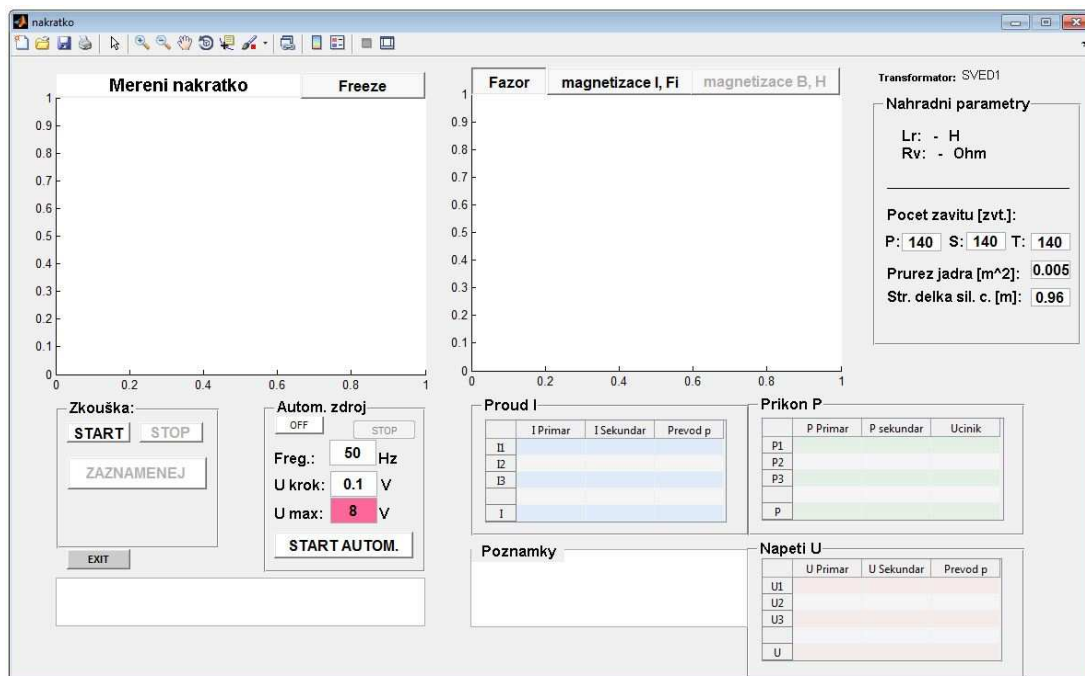 nakratko
Mereni nakratko
Freeze
1
0.9
0.8
0.7
0.6
0.5
0.4
0.3
0.2
0.1
0
0 0.2 0.4 0.6 0.8 1
Fazor magnetizace I, Fi magnetizace B, H
1
0.9
0.8
0.7
0.6
0.5
0.4
0.3
0.2
0.1
0
0 0.2 0.4 0.6 0.8 1
Transformator: SVED1
Nahradni parametry
Lr: - H
Rv: - Ohm
Pocet zavitu [zvt.]:
P: 140 S: 140 T: 140
Prurez jadra [m^2]: 0.005
Str. delka sil. c. [m]: 0.96
Zkouška:
START STOP
ZAZNAMENEJ
EXIT
Autom. zdroj
OFF STOP
Freg.: 50 Hz
U krok: 0.1 V
U max: 8 V
START AUTOM.
Proud I
I Primar I Sekundar Prevod p
I1
I2
I3
I
Poznamky
Prikon P
P Primar P sekundar Ucinik
P1
P2
P3
P
Napeti U
U Primar U Sekundar Prevod p
U1
U2
U3
U